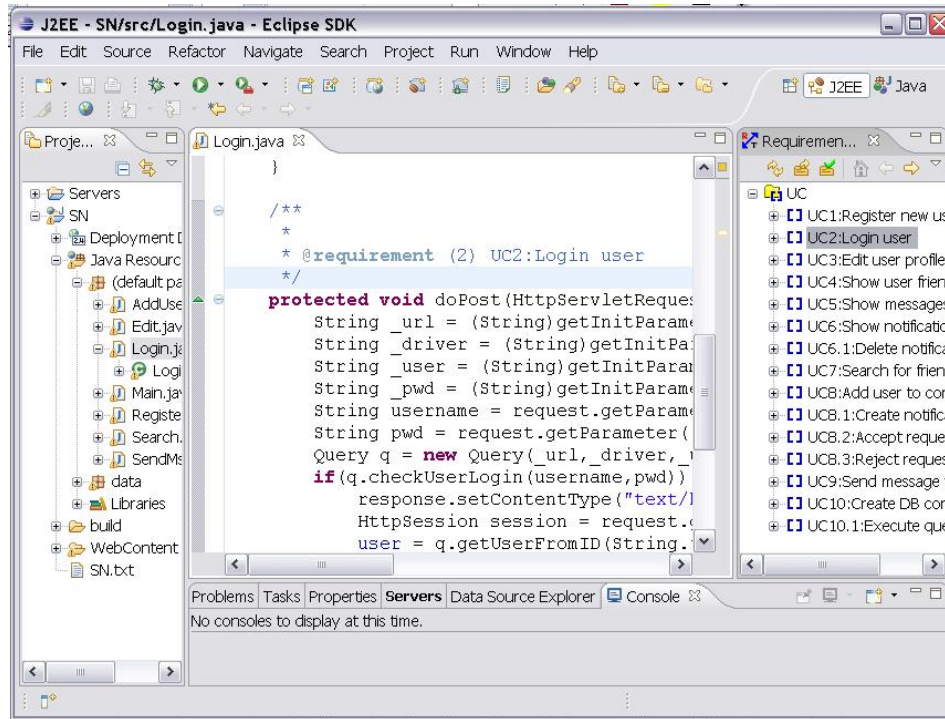 J2EE - SN/src/Login.java - Eclipse SDK
File Edit Source Refactor Navigate Search Project Run Window Help
J2EE Java
Proje...
Servers
SN
Deployment D
Java Resourc
(default pa
AddUse
Edit.jav
Login.ja
Logi
Main.jav
Registe
Search.
SendMs
data
Libraries
build
WebContent
SN.txt
Login.java
}
/**
*
* @requirement (2) UC2:Login user
*/
protected void doPost(HttpServletReques
String _url = (String)getInitParame
String _driver = (String)getInitPar
String _user = (String)getInitParam
String _pwd = (String)getInitParame
String username = request.getParame
String pwd = request.getParameter(
Query q = new Query(_url,_driver,_u
if(q.checkUserLogin(username,pwd))
response.setContentType("text/h
HttpSession session = request.g
user = q.getUserFromID(String.
Requiremen...
UC
UC1:Register new us
UC2:Login user
UC3:Edit user profile
UC4:Show user frien
UC5:Show messages
UC6:Show notificatio
UC6.1:Delete notifica
UC7:Search for frien
UC8:Add user to con
UC8.1:Create notific
UC8.2:Accept reque
UC8.3:Reject reques
UC9:Send message
UC10:Create DB con
UC10.1:Execute que
Problems Tasks Properties Servers Data Source Explorer Console
No consoles to display at this time.